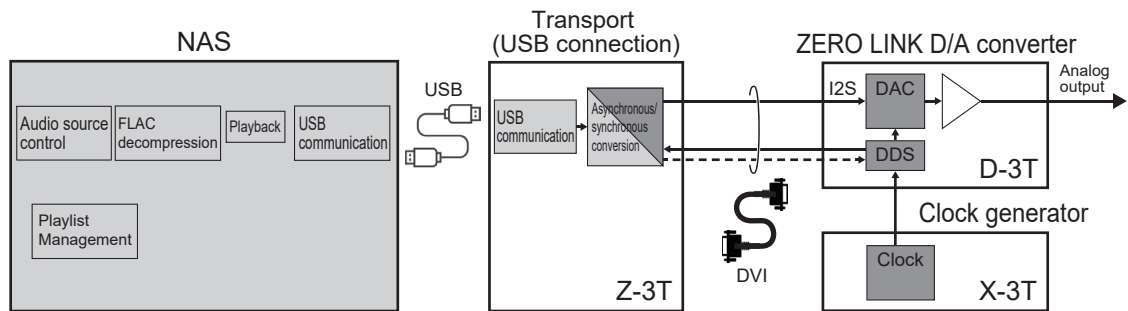 NAS
Audio source
control
FLAC
decompression
Playback
USB
communication
Playlist
Management
USB
Transport
(USB connection)
USB
communication
Asynchronous/
synchronous
conversion
Z-3T
DVI
ZERO LINK D/A converter
I2S
DAC
DDS
D-3T
Analog
output
Clock generator
Clock
X-3T